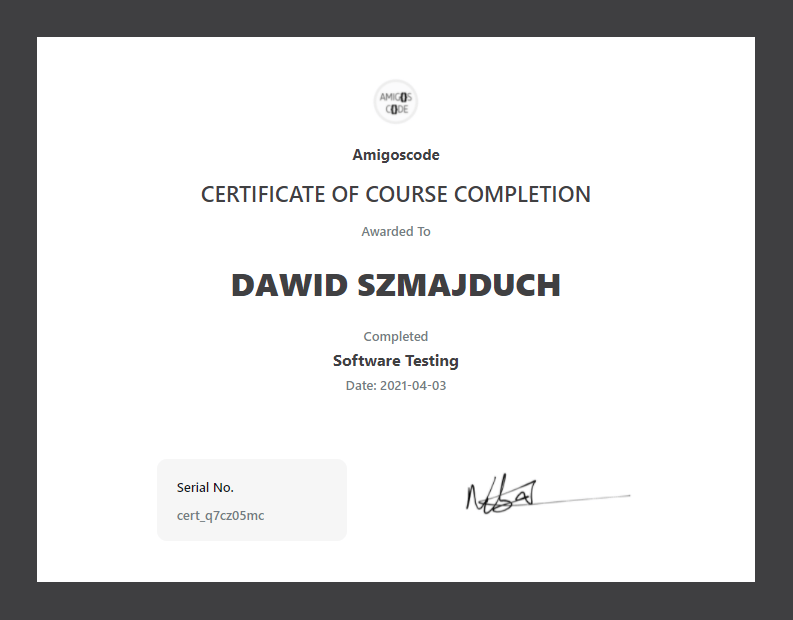 AMIGOS
CODE
Amigoscode
CERTIFICATE OF COURSE COMPLETION
Awarded To
DAWID SZMAJDUCH
Completed
Software Testing
Date: 2021-04-03
Serial No.
cert_q7cz05mc